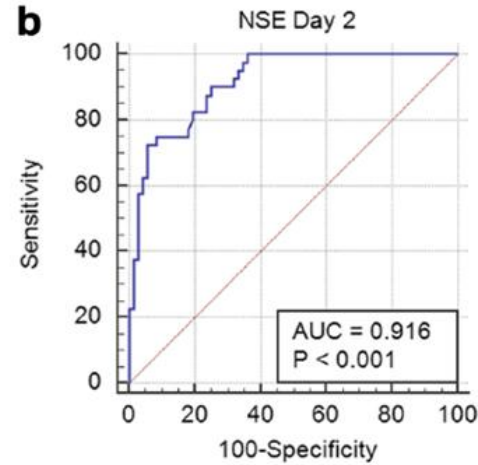 b
NSE Day 2
Sensitivity
100
80
60
40
20
0
AUC = 0.916
P < 0.001
0 20 40 60 80 100
100-Specificity